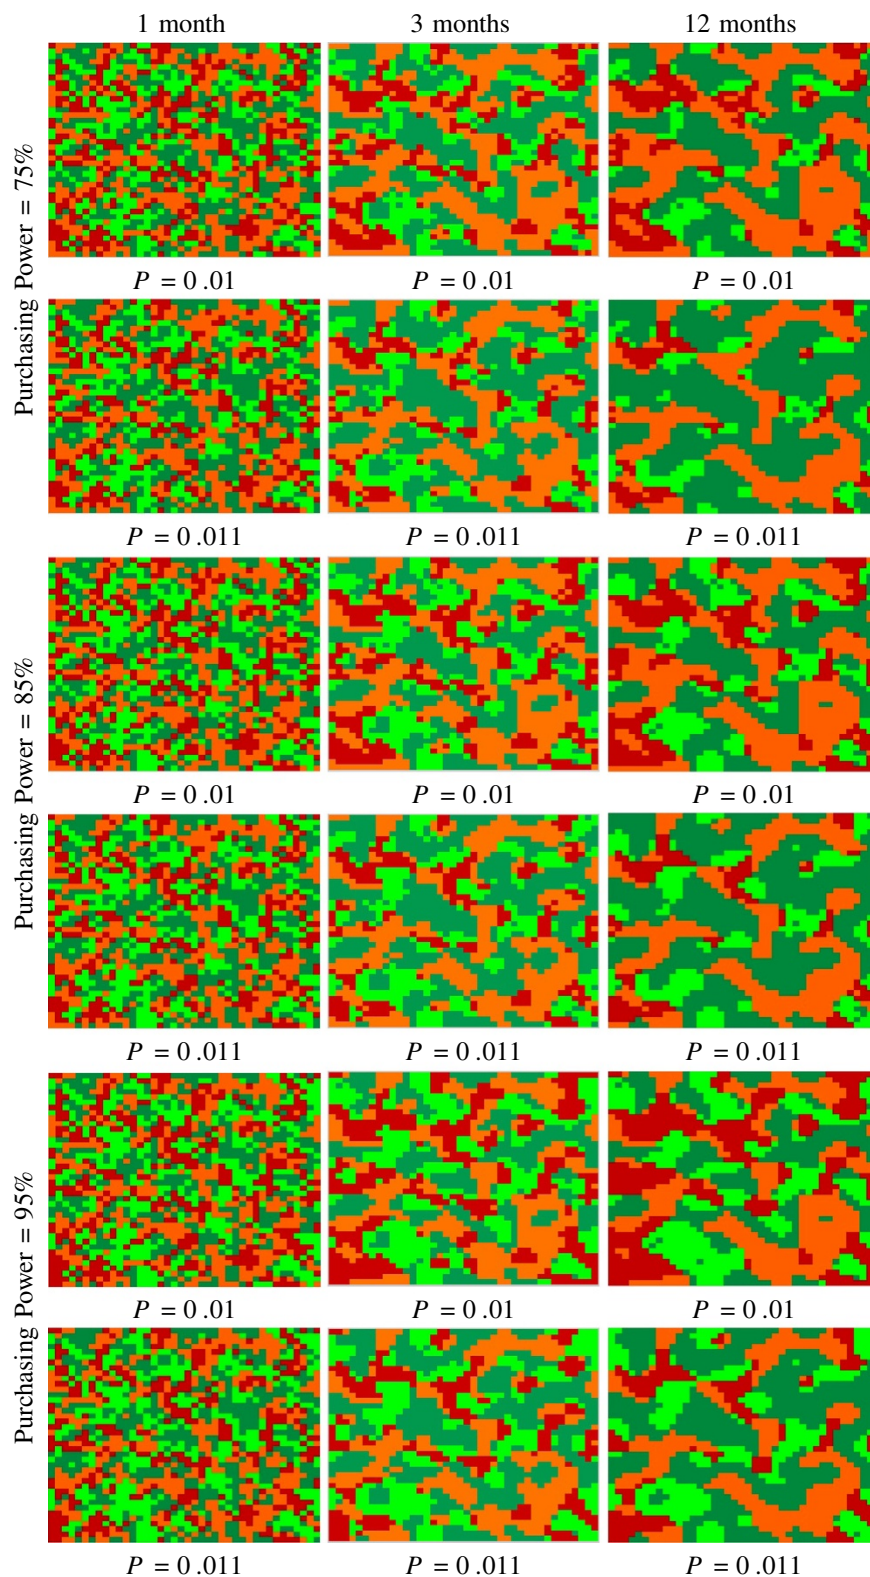 1 month 3 months 12 months
Purchasing Power = 75%
P = 0.01 P = 0.01 P = 0.01
P = 0.011 P = 0.011 P = 0.011
Purchasing Power = 85%
P = 0.01 P = 0.01 P = 0.01
P = 0.011 P = 0.011 P = 0.011
Purchasing Power = 95%
P = 0.01 P = 0.01 P = 0.01
P = 0.011 P = 0.011 P = 0.011